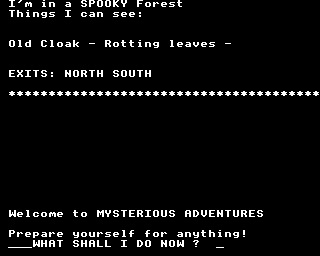 I'm in a SPOOKY Forest
Things I can see:
Old Cloak - Rotting leaves -
EXITS: NORTH SOUTH
***************************************
Welcome to MYSTERIOUS ADVENTURES
Prepare yourself for anything!
___WHAT SHALL I DO NOW ? _